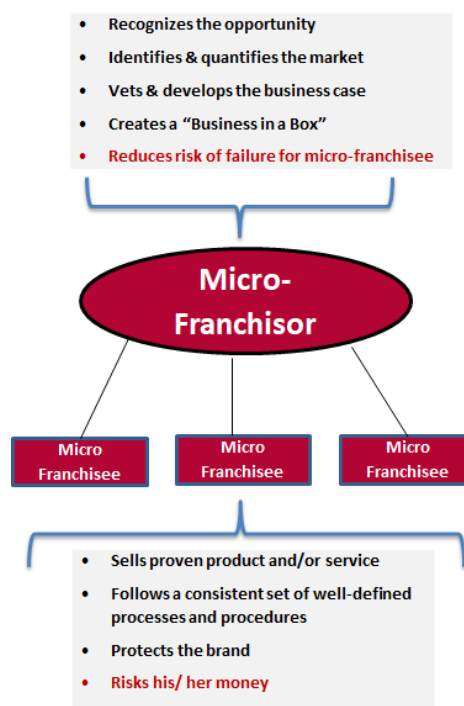 • Recognizes the opportunity
• Identifies & quantifies the market
• Vets & develops the business case
• Creates a “Business in a Box”
• Reduces risk of failure for micro-franchisee
Micro-
Franchisor
Micro
Franchisee
Micro
Franchisee
Micro
Franchisee
• Sells proven product and/or service
• Follows a consistent set of well-defined
processes and procedures
• Protects the brand
• Risks his/ her money